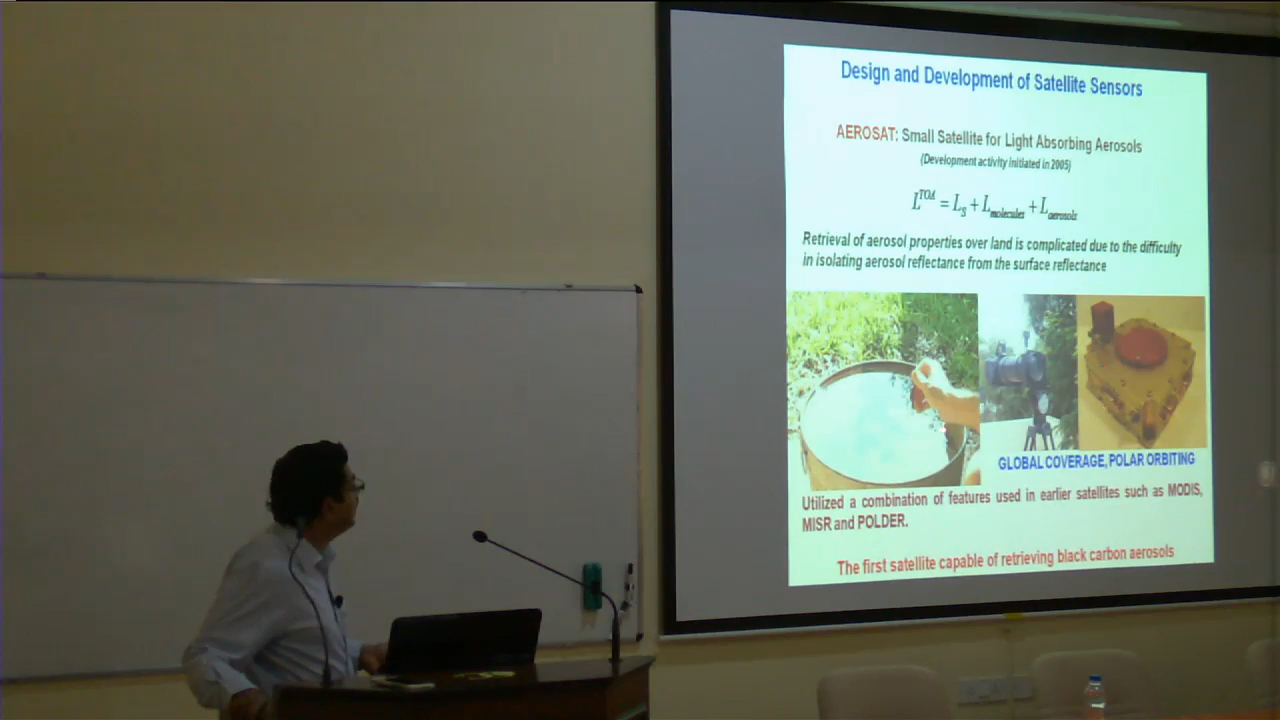 Design and Development of Satellite Sensors
AEROSAT: Small Satellite for Light Absorbing Aerosols
(Development activity initiated in 2005)
L^TOA = L_S + L_molecules + L_aerosols
Retrieval of aerosol properties over land is complicated due to the difficulty
in isolating aerosol reflectance from the surface reflectance
GLOBAL COVERAGE, POLAR ORBITING
Utilized a combination of features used in earlier satellites such as MODIS,
MISR and POLDER.
The first satellite capable of retrieving black carbon aerosols